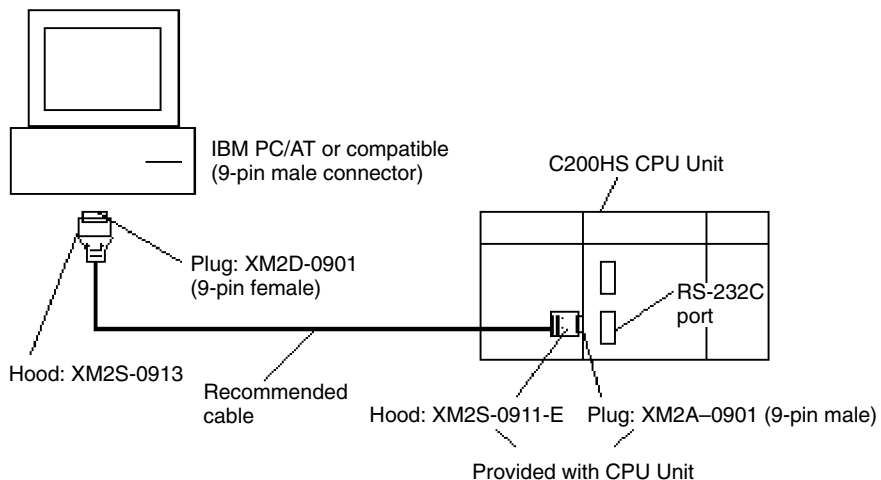 IBM PC/AT or compatible
(9-pin male connector)
C200HS CPU Unit
Plug: XM2D-0901
(9-pin female)
RS-232C
port
Hood: XM2S-0913
Recommended
cable
Hood: XM2S-0911-E
Plug: XM2A–0901 (9-pin male)
Provided with CPU Unit